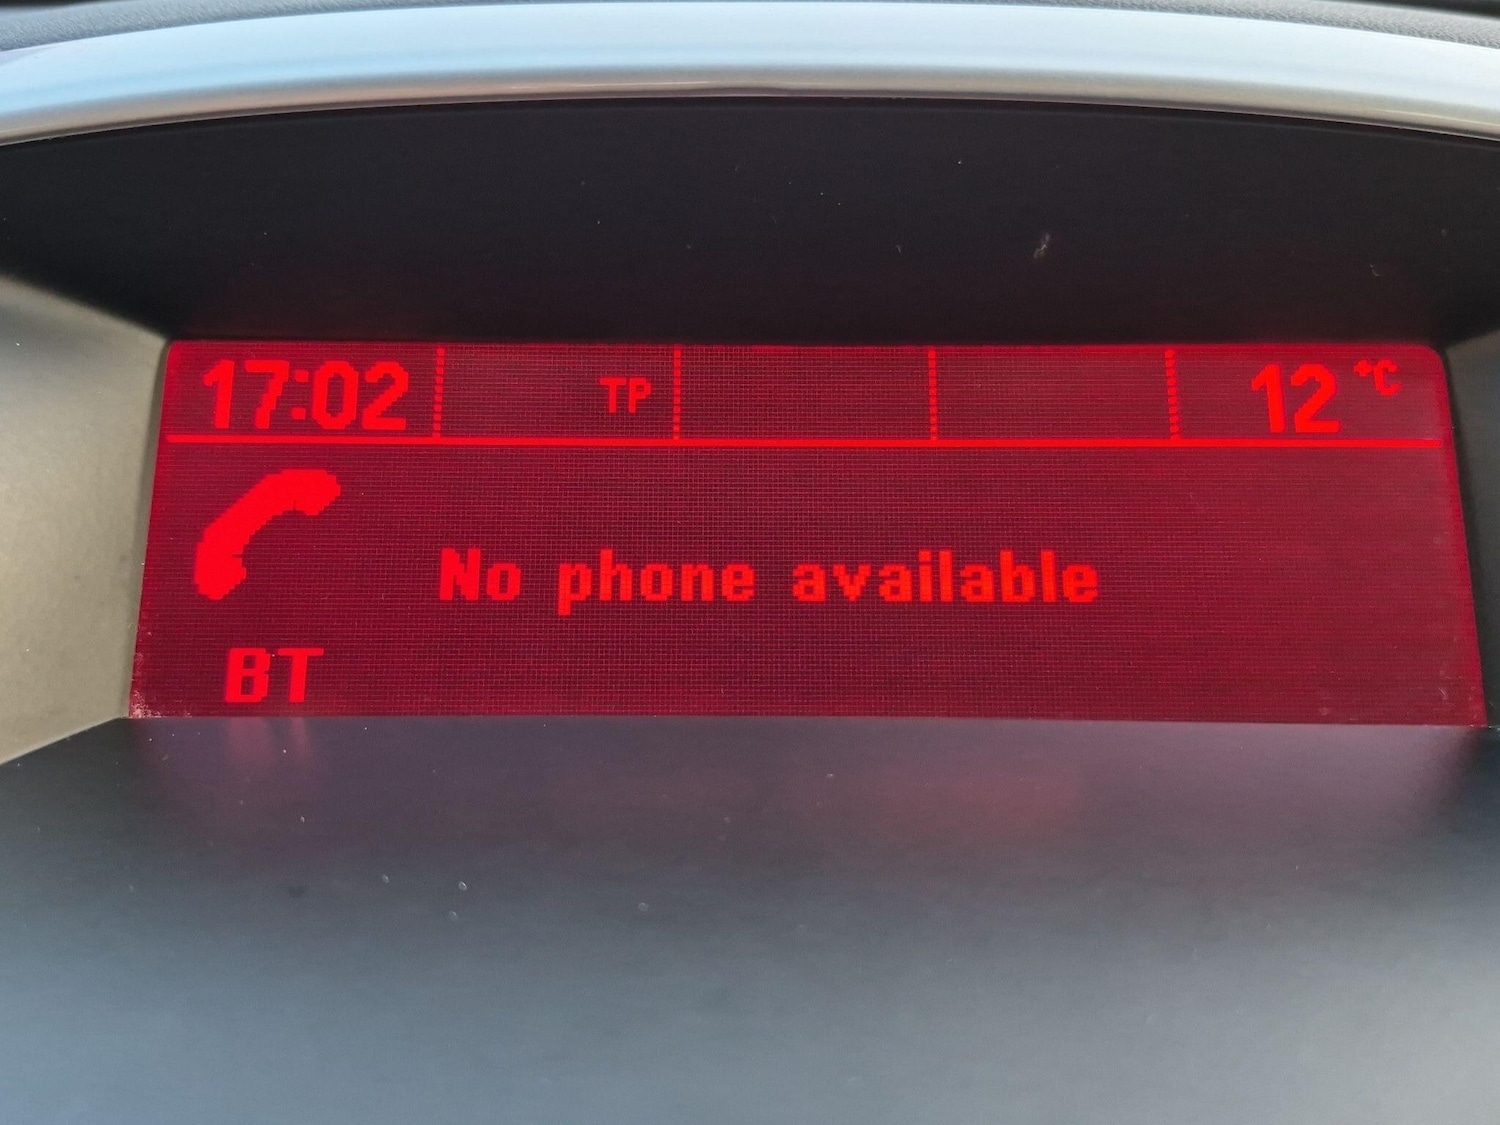 17:02 TP 12 °C
No phone available
BT